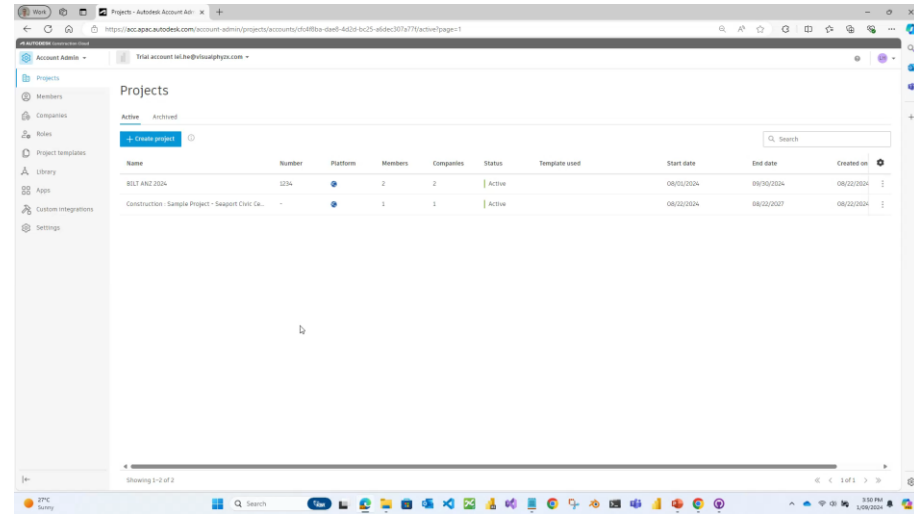 Work
Projects - Autodesk Account Adr
https://acc.apac.autodesk.com/account-admin/projects/accounts/cfc4f8ba-dae8-4d2d-bc25-a6dec307a77f/active?page=1
AUTODESK Construction Cloud
Account Admin
Trial account lei.he@visualphyzx.com
Projects
Members
Companies
Roles
Project templates
Library
Apps
Custom integrations
Settings
Projects
Active Archived
+ Create project
Search
Name Number Platform Members Companies Status Template used Start date End date Created on
BILT ANZ 2024 1234 2 2 Active 08/01/2024 09/30/2024 08/22/2024
Construction : Sample Project - Seaport Civic Ce... - 1 1 Active 08/22/2024 08/22/2027 08/22/2024
Showing 1-2 of 2
1 of 1
27°C
Sunny
Search
3:50 PM
1/09/2024